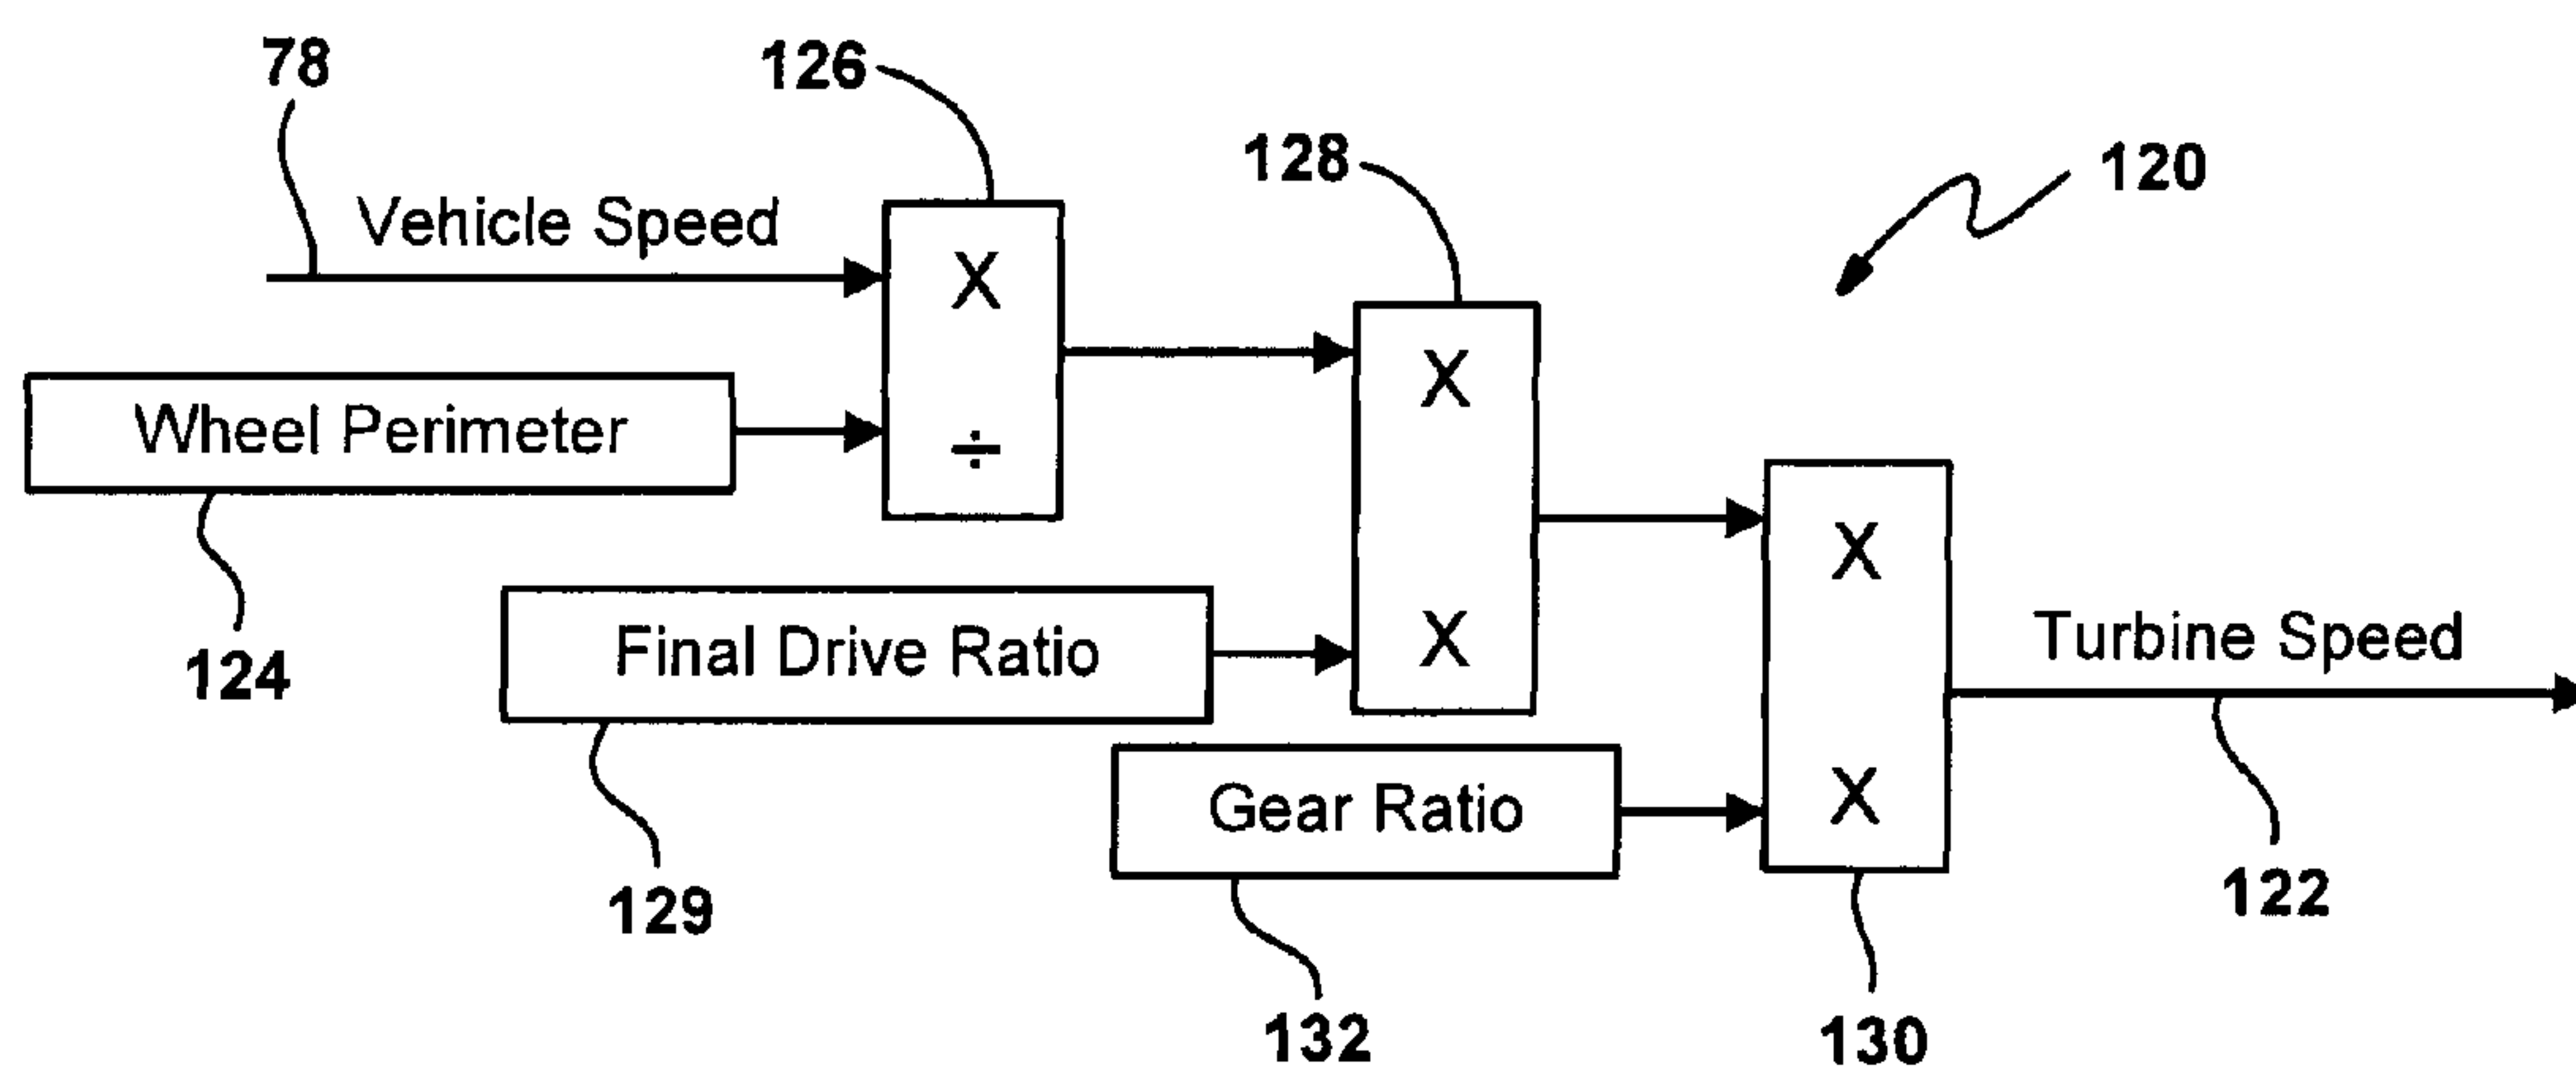 78
126
128
120
Vehicle Speed
X
÷
Wheel Perimeter
124
X
X
Final Drive Ratio
129
X
X
Gear Ratio
132
130
Turbine Speed
122